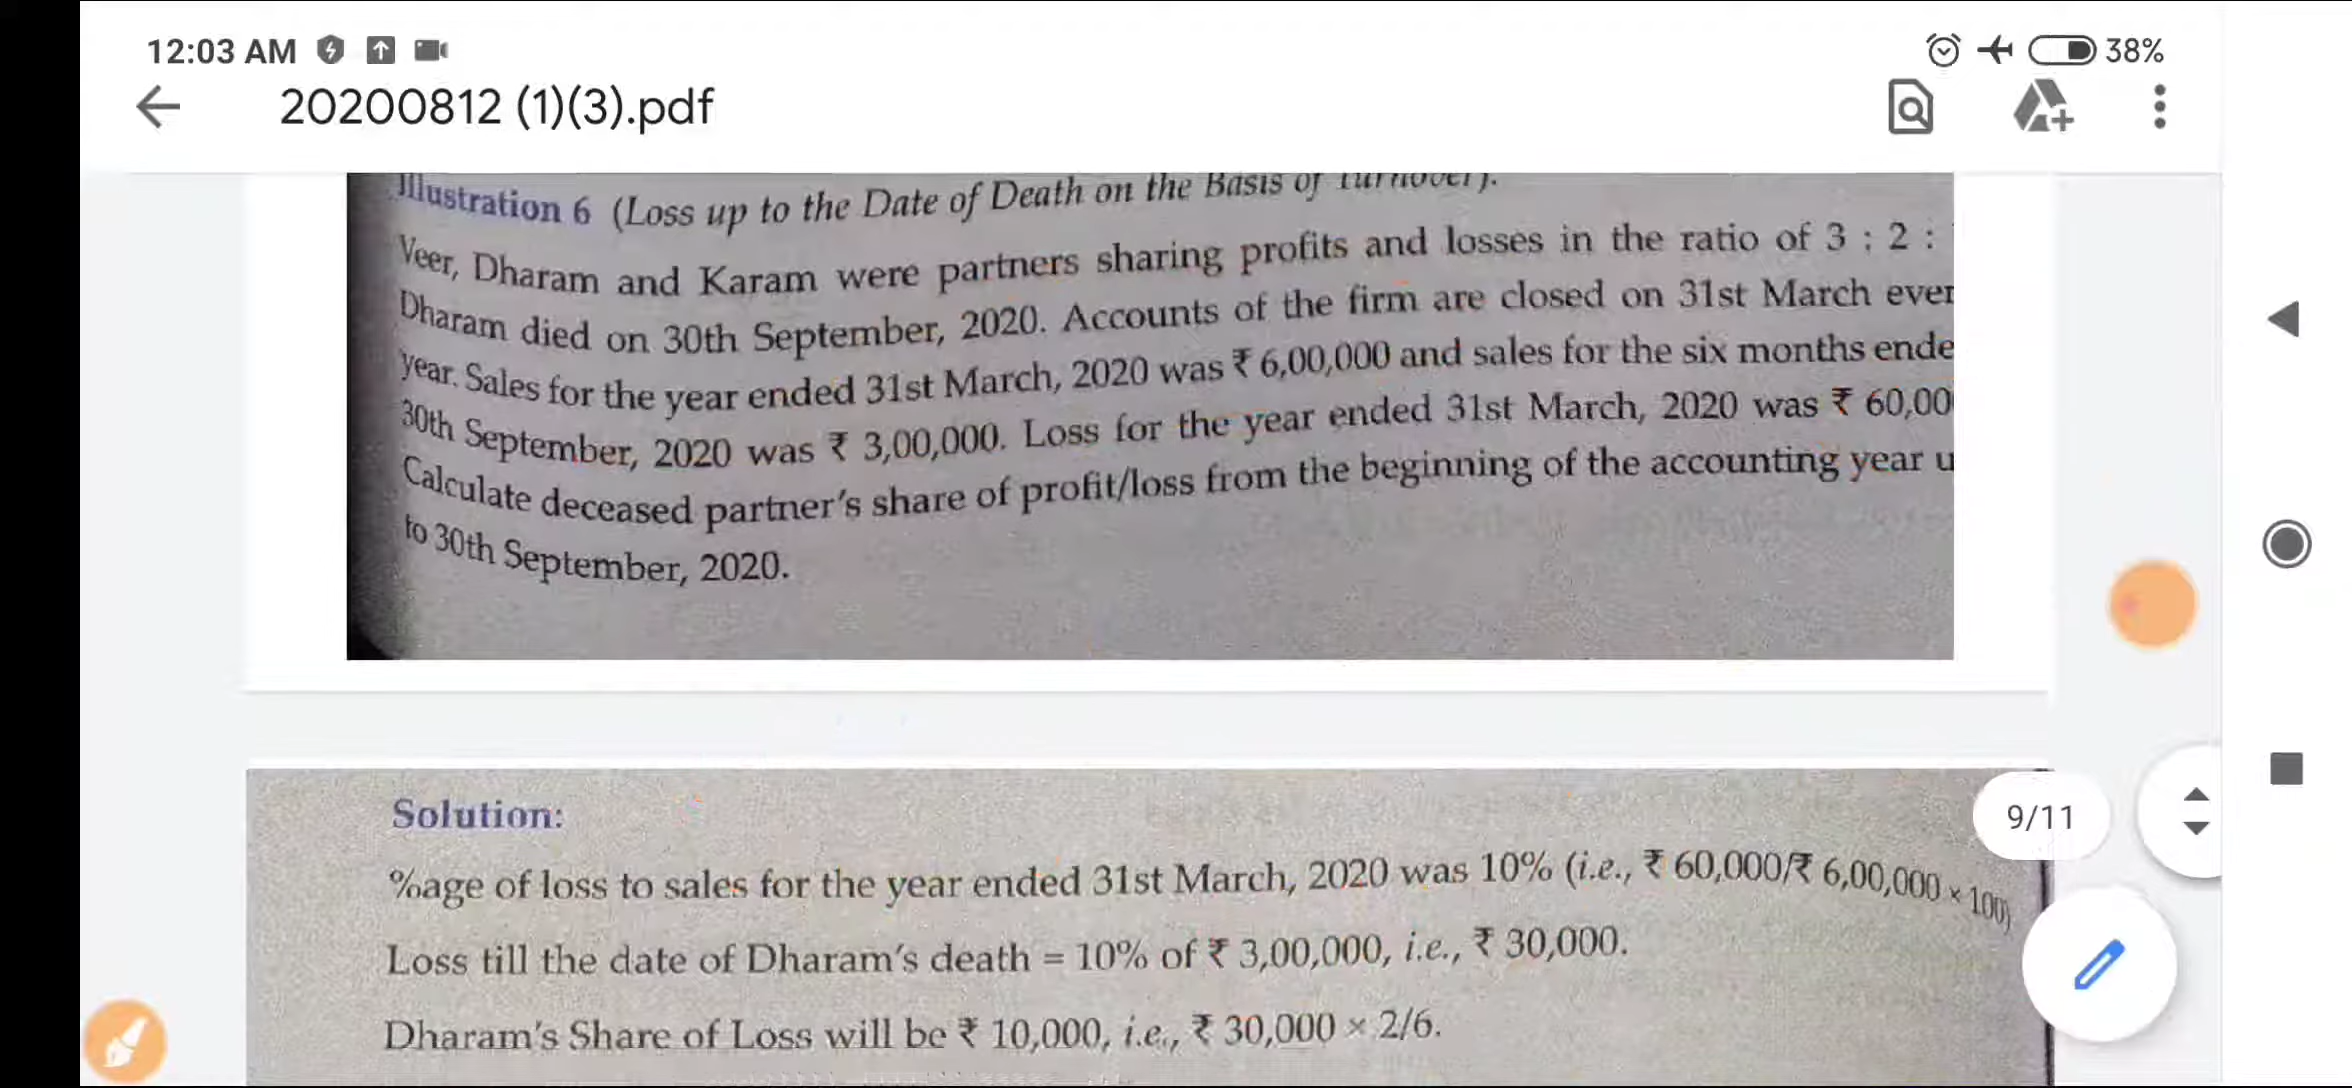 12:03 AM 38%
20200812 (1)(3).pdf
Illustration 6 (Loss up to the Date of Death on the Basis of Turnover).
Veer, Dharam and Karam were partners sharing profits and losses in the ratio of 3 : 2 :
Dharam died on 30th September, 2020. Accounts of the firm are closed on 31st March ever
year. Sales for the year ended 31st March, 2020 was ₹ 6,00,000 and sales for the six months ende
30th September, 2020 was ₹ 3,00,000. Loss for the year ended 31st March, 2020 was ₹ 60,00
Calculate deceased partner's share of profit/loss from the beginning of the accounting year u
to 30th September, 2020.
Solution:
9/11
%age of loss to sales for the year ended 31st March, 2020 was 10% (i.e., ₹ 60,000/₹ 6,00,000 × 100)
Loss till the date of Dharam's death = 10% of ₹ 3,00,000, i.e., ₹ 30,000.
Dharam's Share of Loss will be ₹ 10,000, i.e., ₹ 30,000 × 2/6.